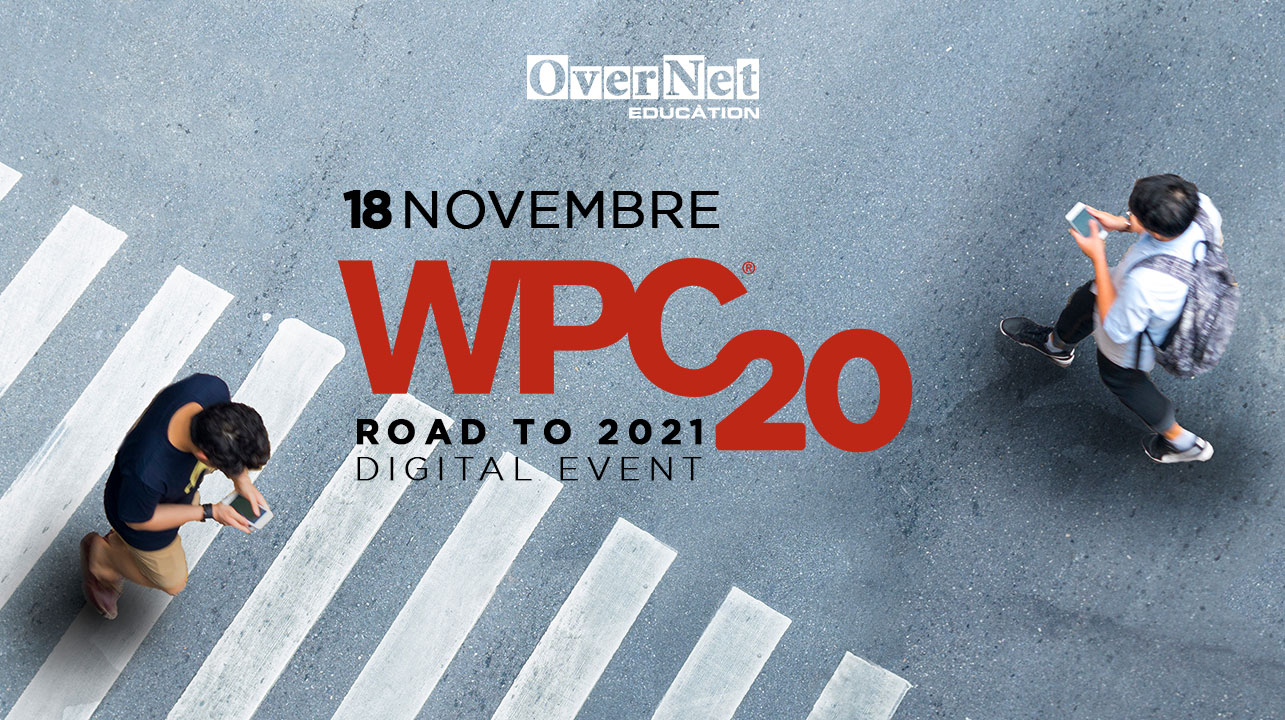 OverNet
EDUCATION
18 NOVEMBRE
WPC®20
ROAD TO 2021
DIGITAL EVENT